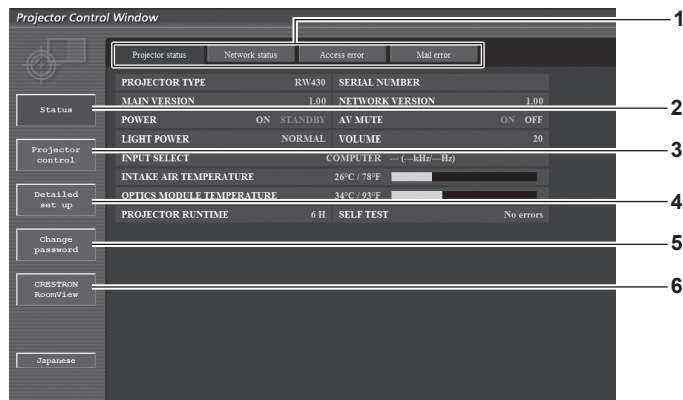 Projector Control Window
1
Projector status Network status Access error Mail error
PROJECTOR TYPE RW430 SERIAL NUMBER
MAIN VERSION 1.00 NETWORK VERSION 1.00
Status
2
POWER ON STANDBY AV MUTE ON OFF
LIGHT POWER NORMAL VOLUME 20
Projector
control
3
INPUT SELECT COMPUTER --- (---kHz/---Hz)
INTAKE AIR TEMPERATURE 26°C / 78°F
Detailed
set up
4
OPTICS MODULE TEMPERATURE 34°C / 93°F
PROJECTOR RUNTIME 6 H SELF TEST No errors
Change
password
5
CRESTRON
RoomView
6
Japanese